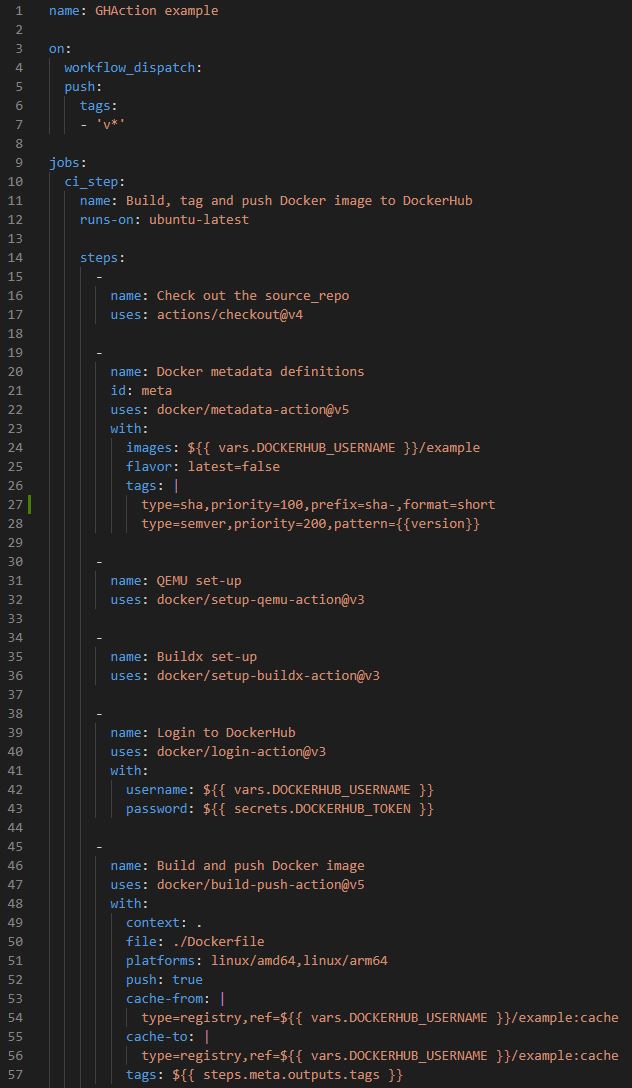 1 name: GHAction example
2
3 on:
4   workflow_dispatch:
5   push:
6     tags:
7     - 'v*'
8
9 jobs:
10   ci_step:
11     name: Build, tag and push Docker image to DockerHub
12     runs-on: ubuntu-latest
13
14     steps:
15       -
16         name: Check out the source_repo
17         uses: actions/checkout@v4
18
19       -
20         name: Docker metadata definitions
21         id: meta
22         uses: docker/metadata-action@v5
23         with:
24           images: ${{ vars.DOCKERHUB_USERNAME }}/example
25           flavor: latest=false
26           tags: |
27             type=sha,priority=100,prefix=sha-,format=short
28             type=semver,priority=200,pattern={{version}}
29
30       -
31         name: QEMU set-up
32         uses: docker/setup-qemu-action@v3
33
34       -
35         name: Buildx set-up
36         uses: docker/setup-buildx-action@v3
37
38       -
39         name: Login to DockerHub
40         uses: docker/login-action@v3
41         with:
42           username: ${{ vars.DOCKERHUB_USERNAME }}
43           password: ${{ secrets.DOCKERHUB_TOKEN }}
44
45       -
46         name: Build and push Docker image
47         uses: docker/build-push-action@v5
48         with:
49           context: .
50           file: ./Dockerfile
51           platforms: linux/amd64,linux/arm64
52           push: true
53           cache-from: |
54             type=registry,ref=${{ vars.DOCKERHUB_USERNAME }}/example:cache
55           cache-to: |
56             type=registry,ref=${{ vars.DOCKERHUB_USERNAME }}/example:cache
57           tags: ${{ steps.meta.outputs.tags }}